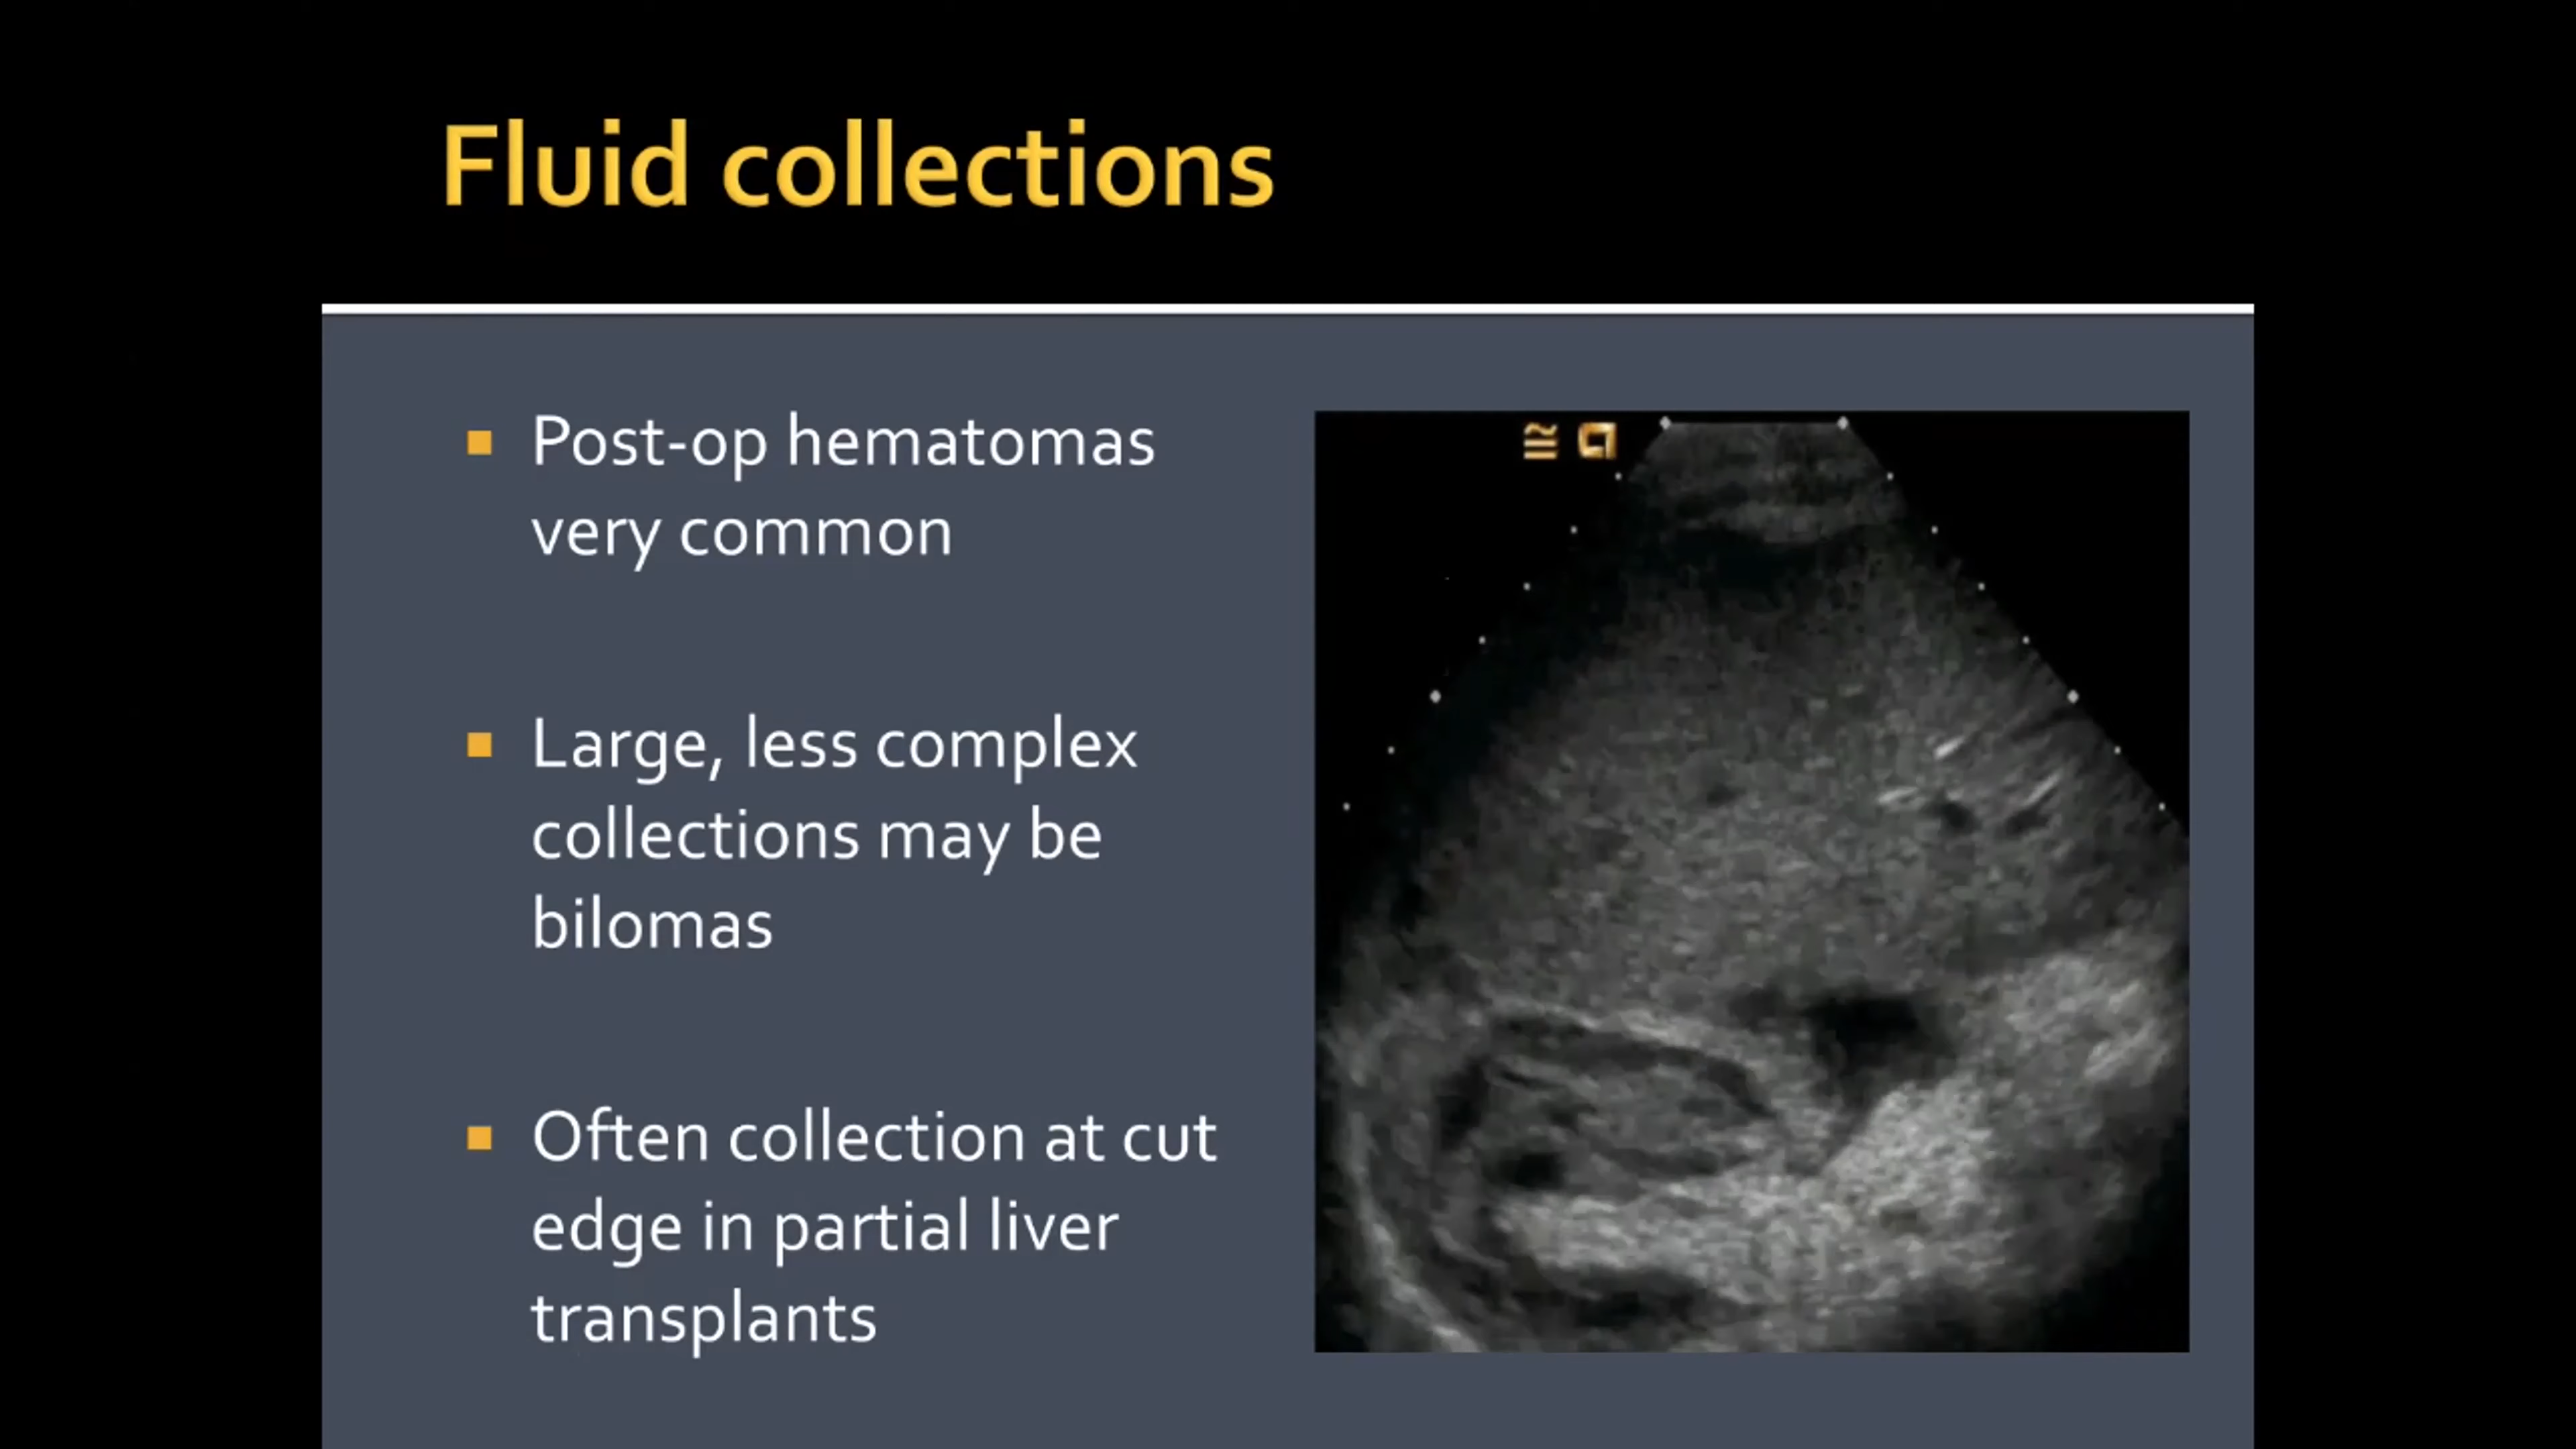 Fluid collections
Post-op hematomas
very common
Large, less complex
collections may be
bilomas
Often collection at cut
edge in partial liver
transplants